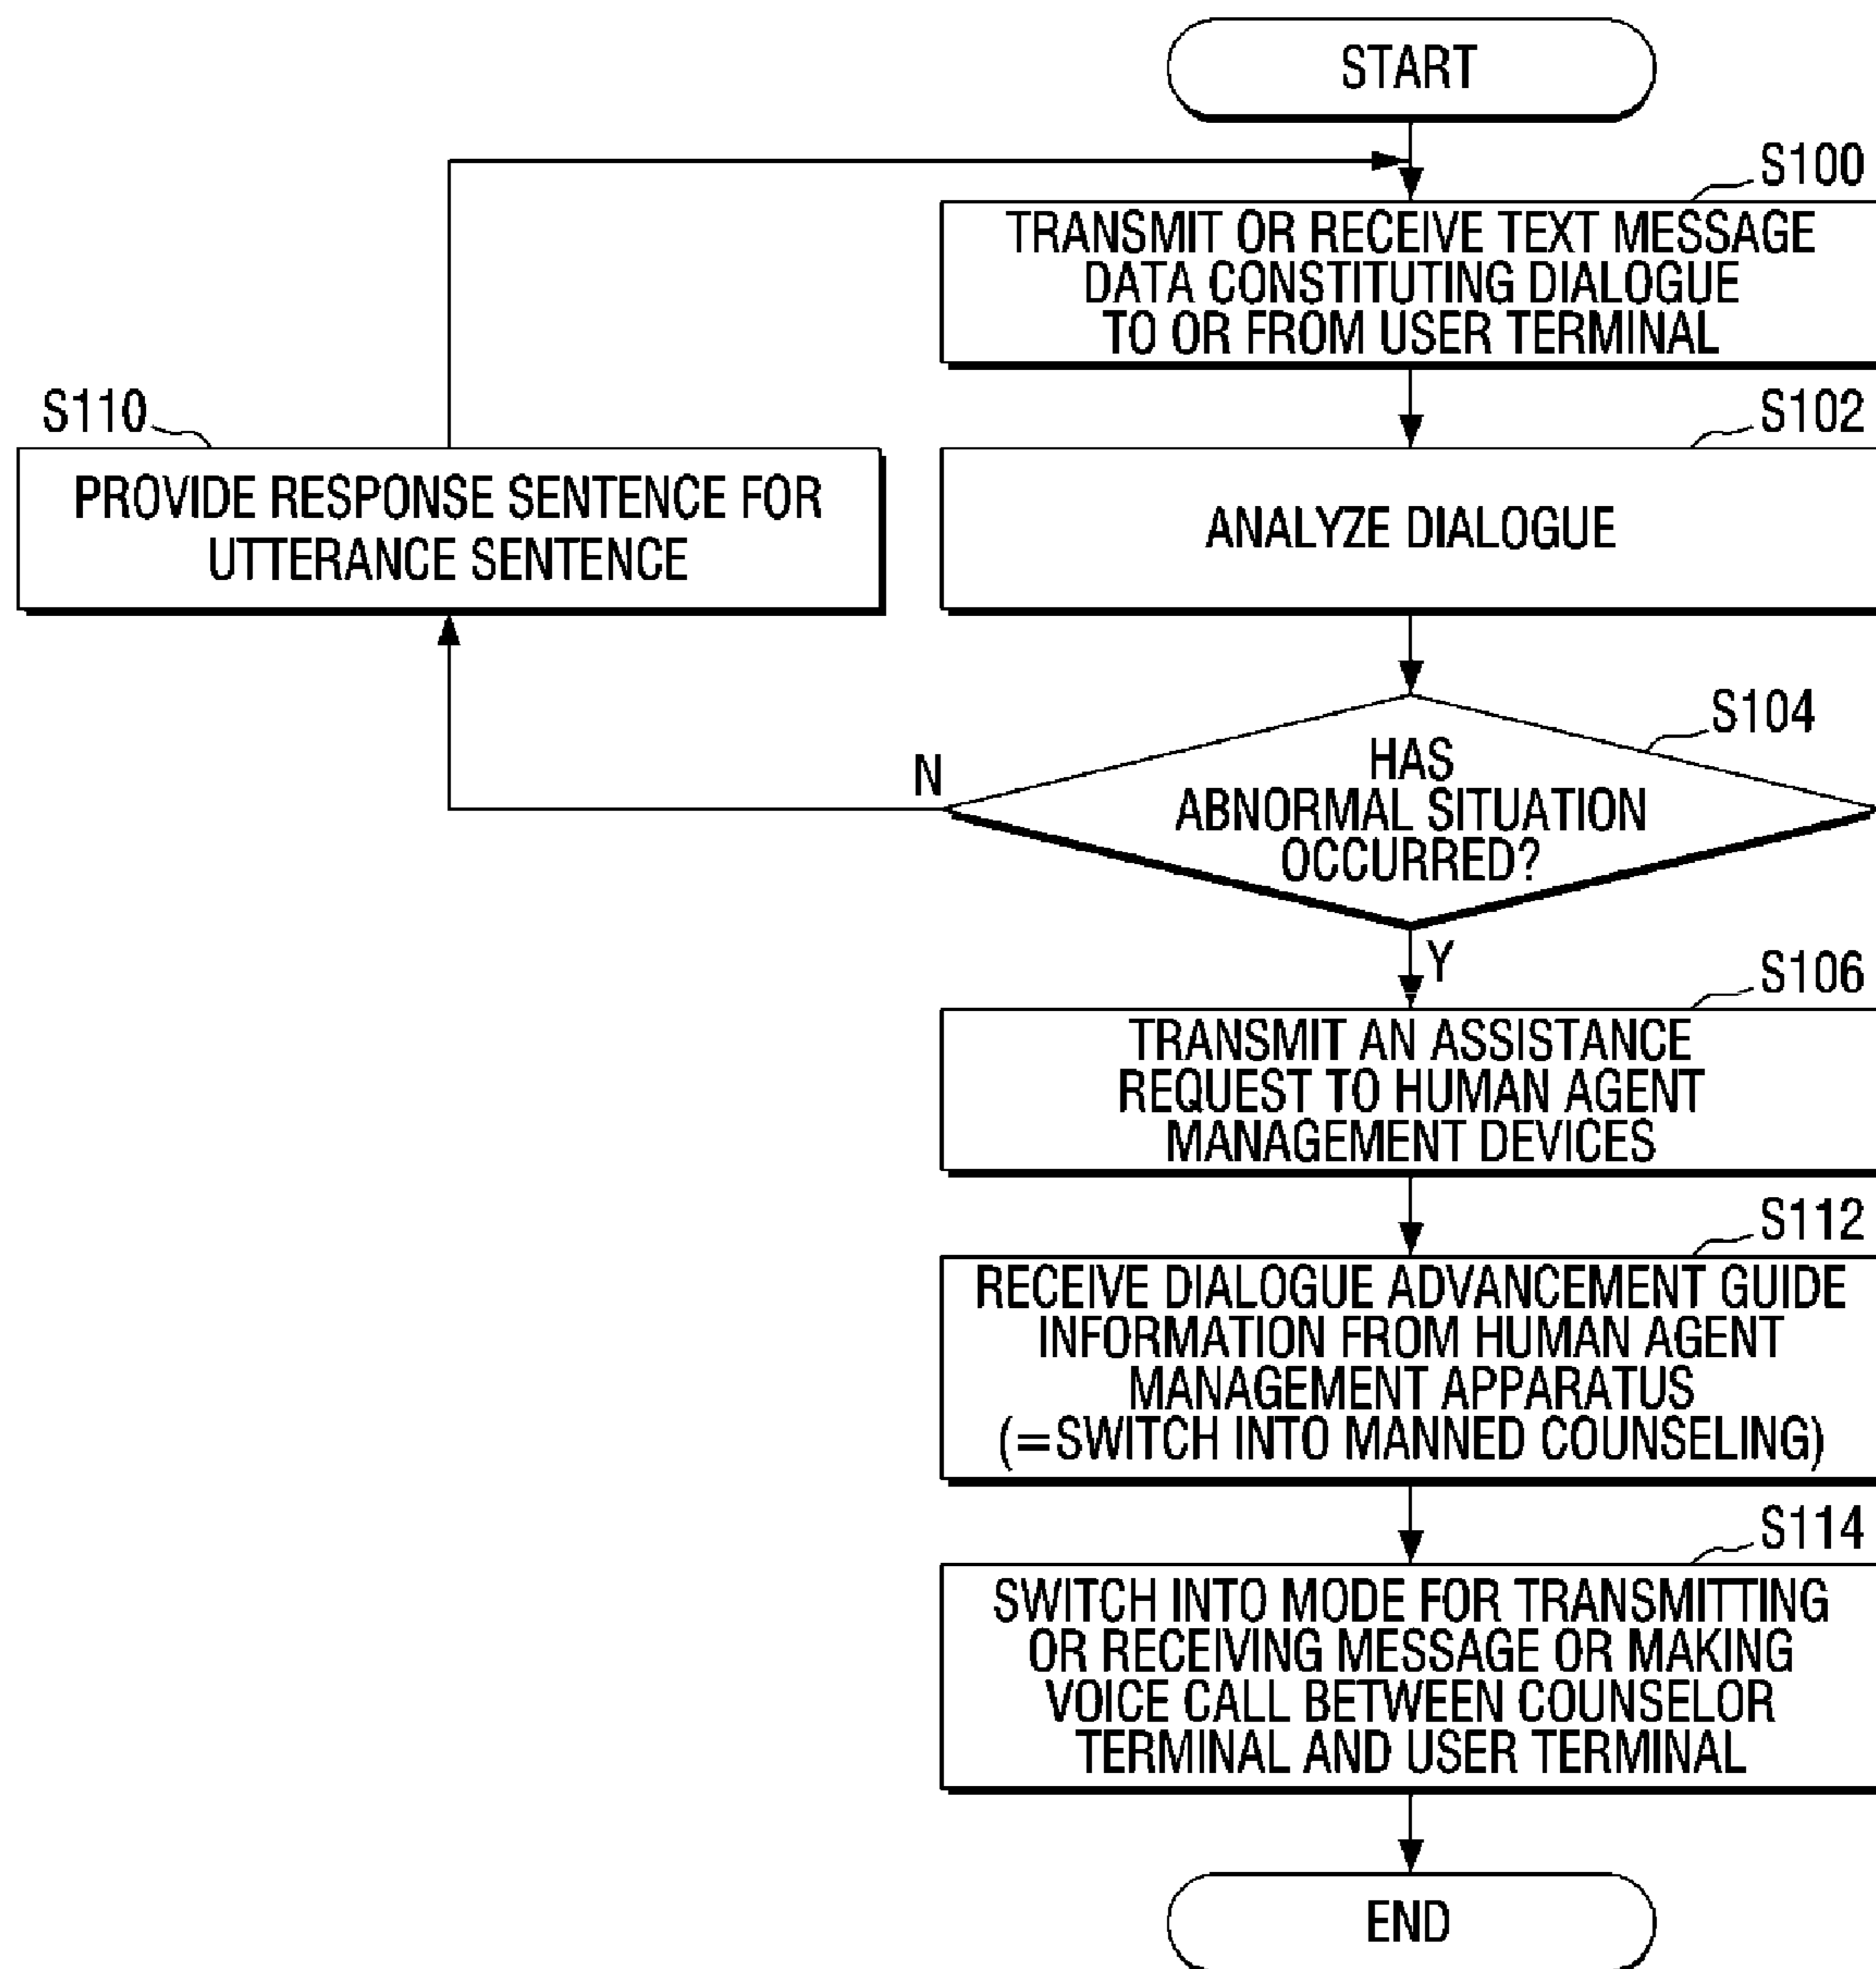 START
S100
TRANSMIT OR RECEIVE TEXT MESSAGE
DATA CONSTITUTING DIALOGUE
TO OR FROM USER TERMINAL
S110
PROVIDE RESPONSE SENTENCE FOR
UTTERANCE SENTENCE
S102
ANALYZE DIALOGUE
S104
HAS
ABNORMAL SITUATION
OCCURRED?
N
Y
S106
TRANSMIT AN ASSISTANCE
REQUEST TO HUMAN AGENT
MANAGEMENT DEVICES
S112
RECEIVE DIALOGUE ADVANCEMENT GUIDE
INFORMATION FROM HUMAN AGENT
MANAGEMENT APPARATUS
(=SWITCH INTO MANNED COUNSELING)
S114
SWITCH INTO MODE FOR TRANSMITTING
OR RECEIVING MESSAGE OR MAKING
VOICE CALL BETWEEN COUNSELOR
TERMINAL AND USER TERMINAL
END